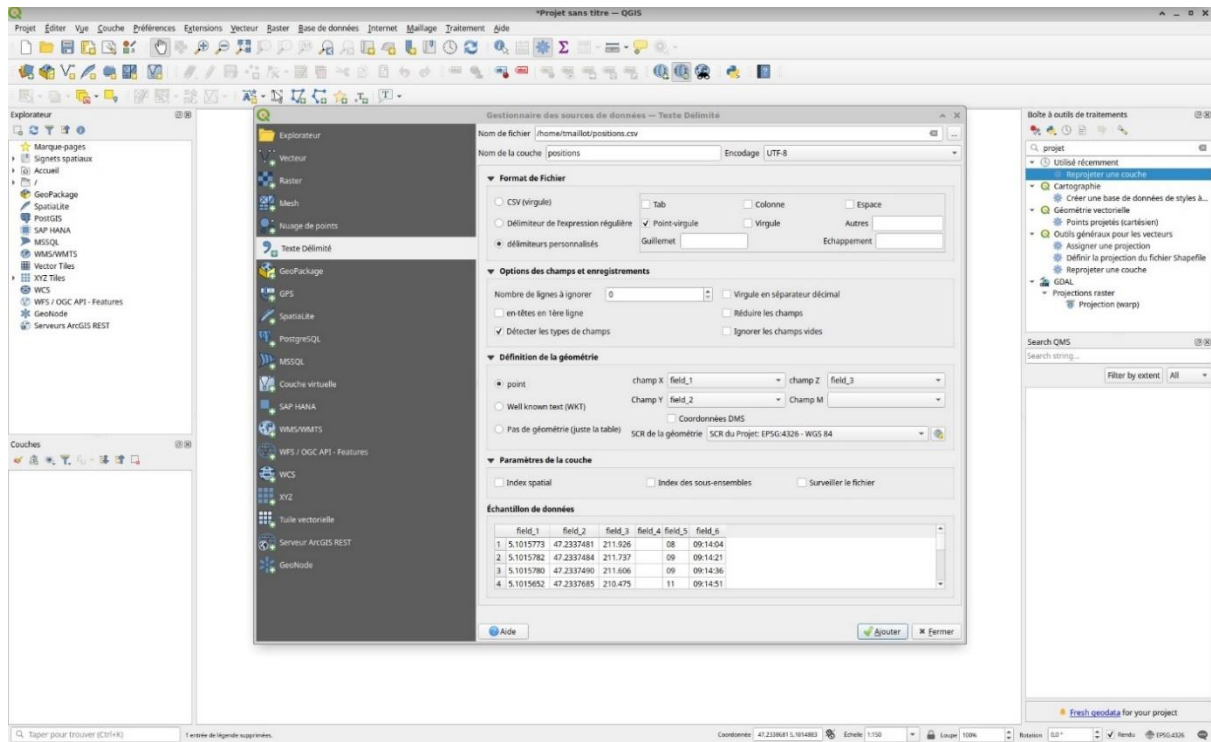 *Projet sans titre — QGIS
Projet Éditer Vue Couche Préférences Extensions Vecteur Raster Base de données Internet Maillage Traitement Aide
Explorateur
Marque-pages
Signets spatiaux
Accueil
/
GeoPackage
SpatiaLite
PostGIS
SAP HANA
MSSQL
WMS/WMTS
Vector Tiles
XYZ Tiles
WCS
WFS / OGC API - Features
GeoNode
Serveurs ArcGIS REST
Couches
Gestionnaire des sources de données — Texte Délimité
Explorateur
Vecteur
Raster
Mesh
Nuage de points
Texte Délimité
GeoPackage
GPS
SpatiaLite
PostgreSQL
MSSQL
Couche virtuelle
SAP HANA
WMS/WMTS
WFS / OGC API - Features
WCS
XYZ
Tuile vectorielle
Serveur ArcGIS REST
GeoNode
Nom de fichier /home/tmaillot/positions.csv ...
Nom de la couche positions Encodage UTF-8
Format de Fichier
CSV (virgule) Tab Colonne Espace
Délimiteur de l'expression régulière Point-virgule Virgule Autres
délimiteurs personnalisés Guillemet Echappement
Options des champs et enregistrements
Nombre de lignes à ignorer 0 Virgule en séparateur décimal
en-têtes en 1ère ligne Réduire les champs
Détecter les types de champs Ignorer les champs vides
Définition de la géométrie
point champ X field_1 champ Z field_3
Well known text (WKT) Champ Y field_2 Champ M
Coordonnées DMS
Pas de géométrie (juste la table) SCR de la géométrie SCR du Projet: EPSG:4326 - WGS 84
Paramètres de la couche
Index spatial Index des sous-ensembles Surveiller le fichier
Échantillon de données
field_1 field_2 field_3 field_4 field_5 field_6
1 5.1015773 47.2337481 211.926 08 09:14:04
2 5.1015782 47.2337484 211.737 09 09:14:21
3 5.1015780 47.2337490 211.606 09 09:14:36
4 5.1015652 47.2337685 210.475 11 09:14:51
Aide Ajouter Fermer
Boîte à outils de traitements
projet
Utilisé récemment
Reprojeter une couche
Cartographie
Créer une base de données de styles à...
Géométrie vectorielle
Points projetés (cartésien)
Outils généraux pour les vecteurs
Assigner une projection
Définir la projection du fichier Shapefile
Reprojeter une couche
GDAL
Projections raster
Projection (warp)
Search QMS
Search string...
Filter by extent All
Fresh geodata for your project
Taper pour trouver (Ctrl+K) 1 entrée de légende supprimées. Coordonnée 47.2338681 5.1014883 Échelle 1:150 Loupe 100% Rotation 0.0 ° Rendu EPSG:4326